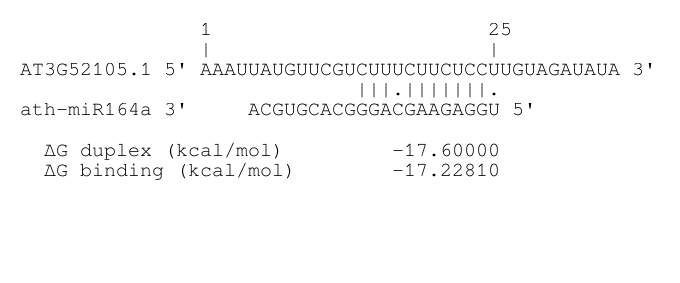 1 25
| |
AT3G52105.1 5' AAAUUAUGUUCGUCUUUCUUCUCCUUGUAGAUAUA 3'
|||.|||||||.
ath-miR164a 3' ACGUGCACGGGACGAAGAGGU 5'
ΔG duplex (kcal/mol) -17.60000
ΔG binding (kcal/mol) -17.22810